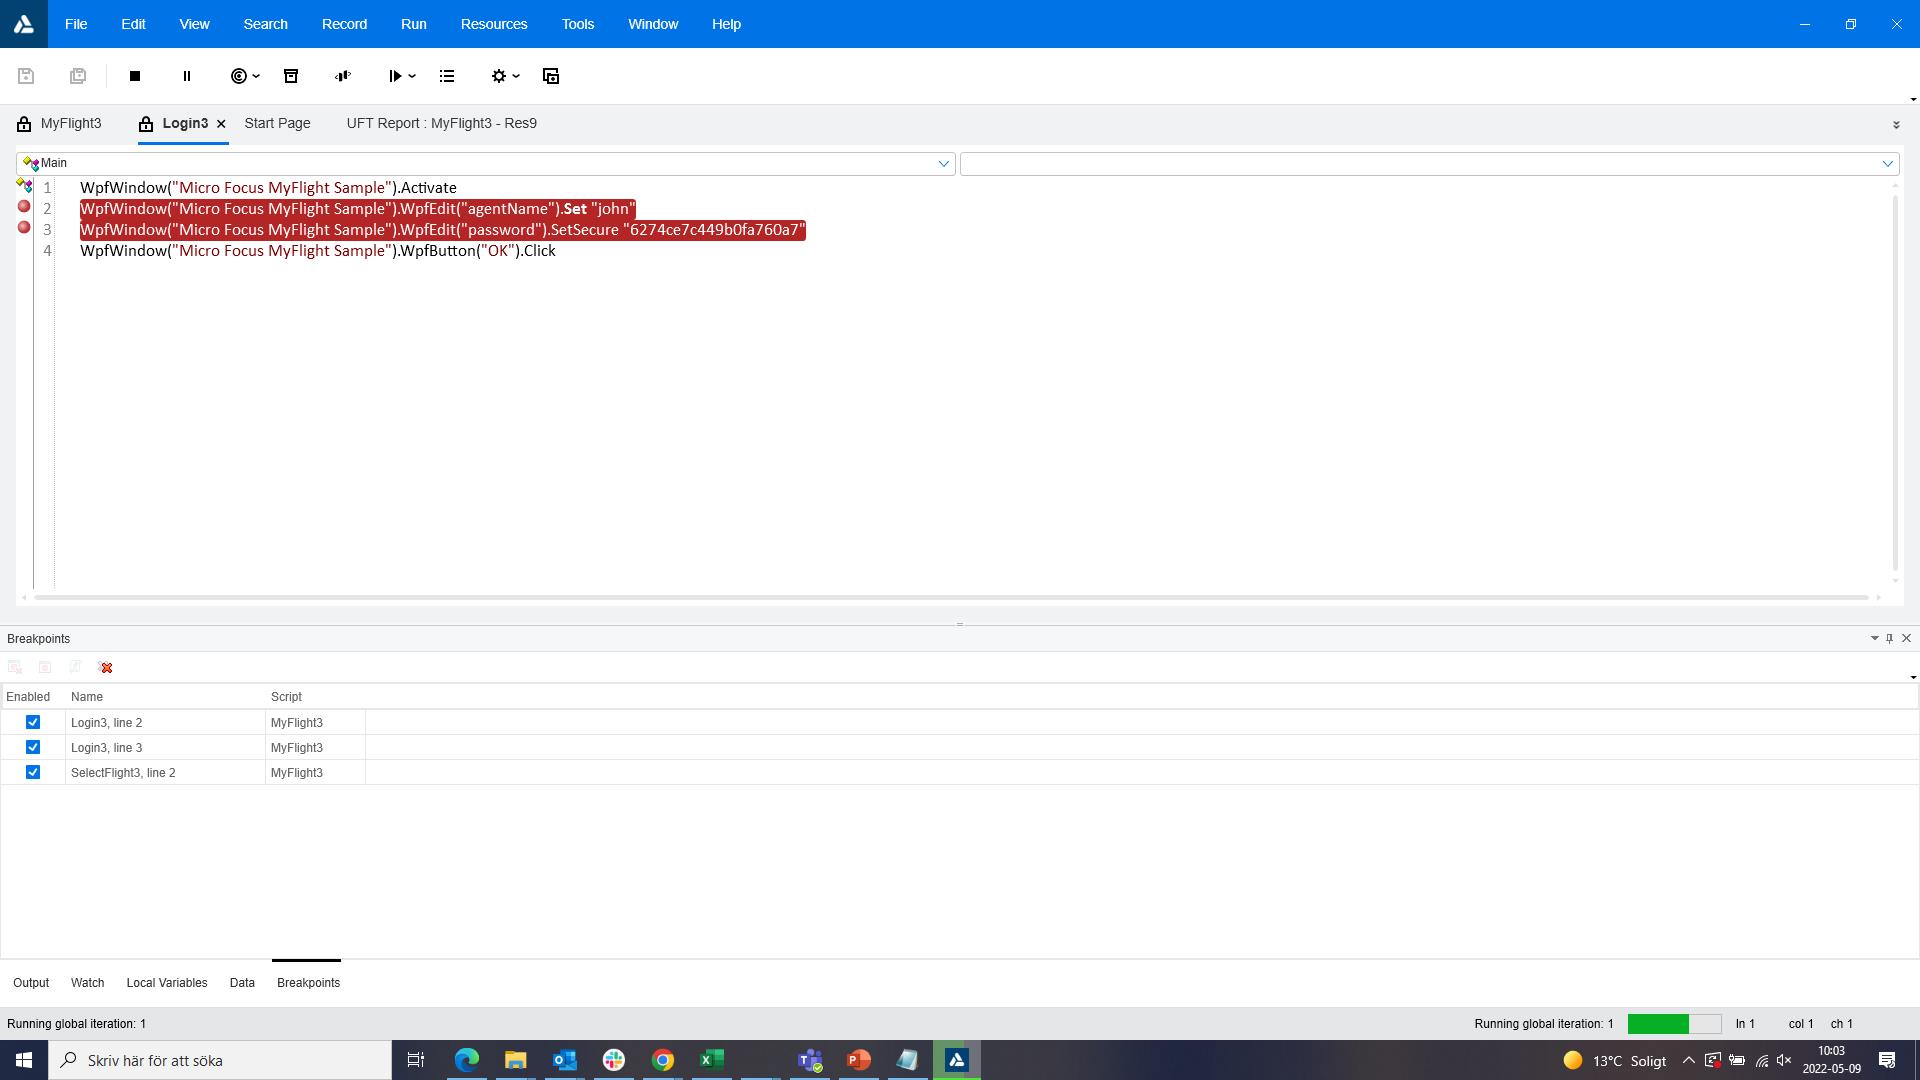 File Edit View Search Record Run Resources Tools Window Help
MyFlight3 Login3 Start Page UFT Report : MyFlight3 - Res9
Main
1 WpfWindow("Micro Focus MyFlight Sample").Activate
2 WpfWindow("Micro Focus MyFlight Sample").WpfEdit("agentName").Set "john"
3 WpfWindow("Micro Focus MyFlight Sample").WpfEdit("password").SetSecure "6274ce7c449b0fa760a7"
4 WpfWindow("Micro Focus MyFlight Sample").WpfButton("OK").Click
Breakpoints
Enabled Name Script
Login3, line 2 MyFlight3
Login3, line 3 MyFlight3
SelectFlight3, line 2 MyFlight3
Output Watch Local Variables Data Breakpoints
Running global iteration: 1 Running global iteration: 1 ln 1 col 1 ch 1
Skriv här för att söka
13°C Soligt
10:03
2022-05-09